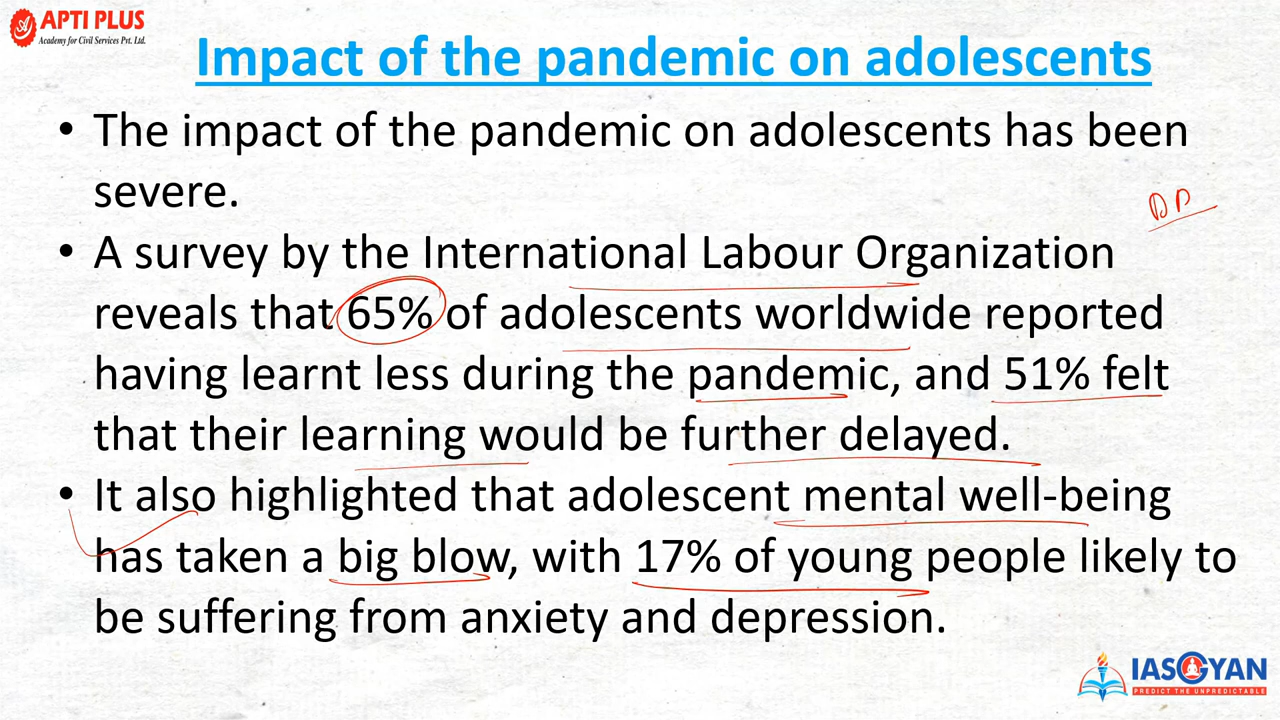 APTI PLUS
Academy for Civil Services Pvt. Ltd.
Impact of the pandemic on adolescents
• The impact of the pandemic on adolescents has been
severe.
• A survey by the International Labour Organization
reveals that 65% of adolescents worldwide reported
having learnt less during the pandemic, and 51% felt
that their learning would be further delayed.
• It also highlighted that adolescent mental well-being
has taken a big blow, with 17% of young people likely to
be suffering from anxiety and depression.
IASGYAN
PREDICT THE UNPREDICTABLE